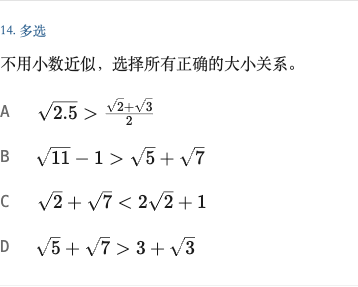 14. 多选
不用小数近似，选择所有正确的大小关系。
A √2.5 > (√2+√3)/2
B √11 − 1 > √5 + √7
C √2 + √7 < 2√2 + 1
D √5 + √7 > 3 + √3